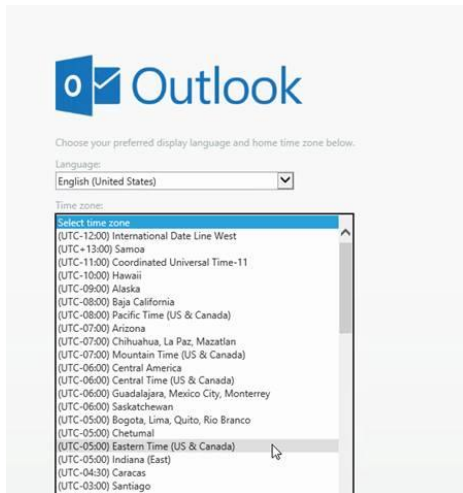 Outlook
Choose your preferred display language and home time zone below.
Language:
English (United States)
Time zone:
Select time zone
(UTC-12:00) International Date Line West
(UTC+13:00) Samoa
(UTC-11:00) Coordinated Universal Time-11
(UTC-10:00) Hawaii
(UTC-09:00) Alaska
(UTC-08:00) Baja California
(UTC-08:00) Pacific Time (US & Canada)
(UTC-07:00) Arizona
(UTC-07:00) Chihuahua, La Paz, Mazatlan
(UTC-07:00) Mountain Time (US & Canada)
(UTC-06:00) Central America
(UTC-06:00) Central Time (US & Canada)
(UTC-06:00) Guadalajara, Mexico City, Monterrey
(UTC-06:00) Saskatchewan
(UTC-05:00) Bogota, Lima, Quito, Rio Branco
(UTC-05:00) Chetumal
(UTC-05:00) Eastern Time (US & Canada)
(UTC-05:00) Indiana (East)
(UTC-04:30) Caracas
(UTC-03:00) Santiago